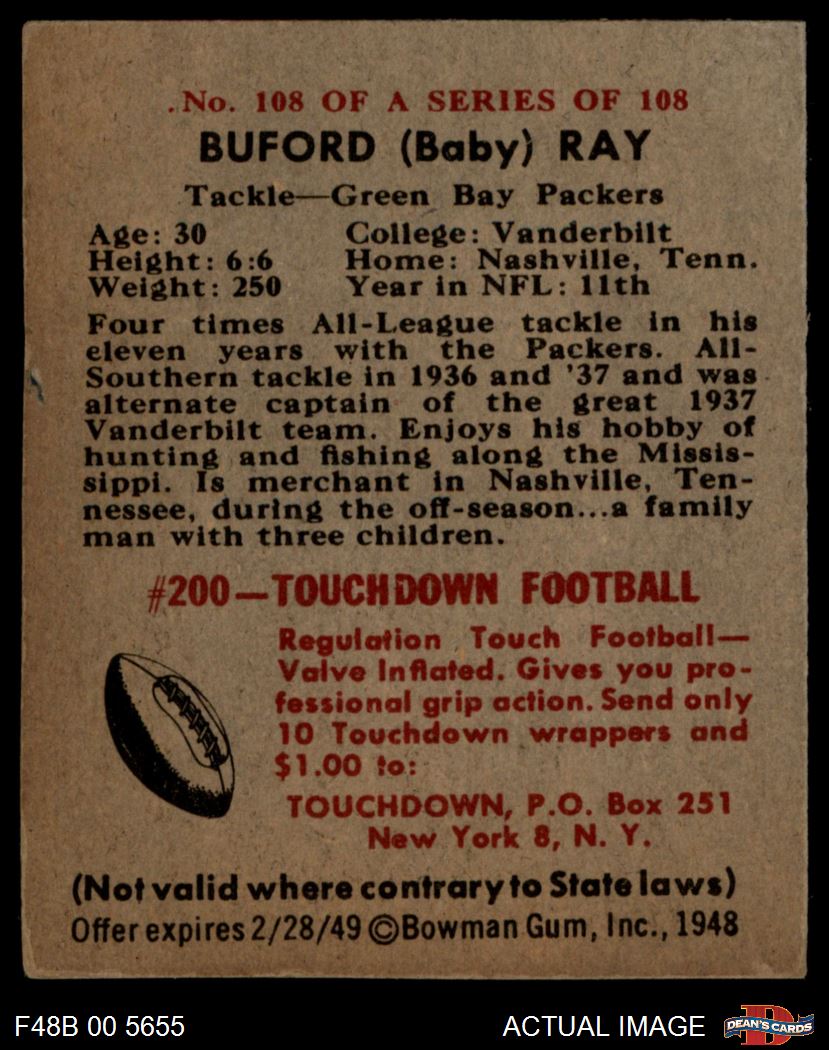 No. 108 OF A SERIES OF 108
BUFORD (Baby) RAY
Tackle—Green Bay Packers
Age: 30 College: Vanderbilt
Height: 6:6 Home: Nashville, Tenn.
Weight: 250 Year in NFL: 11th
Four times All-League tackle in his
eleven years with the Packers. All-
Southern tackle in 1936 and '37 and was
alternate captain of the great 1937
Vanderbilt team. Enjoys his hobby of
hunting and fishing along the Missis-
sippi. Is merchant in Nashville, Ten-
nessee, during the off-season...a family
man with three children.
#200—TOUCHDOWN FOOTBALL
Regulation Touch Football—
Valve Inflated. Gives you pro-
fessional grip action. Send only
10 Touchdown wrappers and
$1.00 to:
TOUCHDOWN, P.O. Box 251
New York 8, N. Y.
(Not valid where contrary to State laws)
Offer expires 2/28/49 ©Bowman Gum, Inc., 1948
F48B 00 5655 ACTUAL IMAGE DEAN'S CARDS